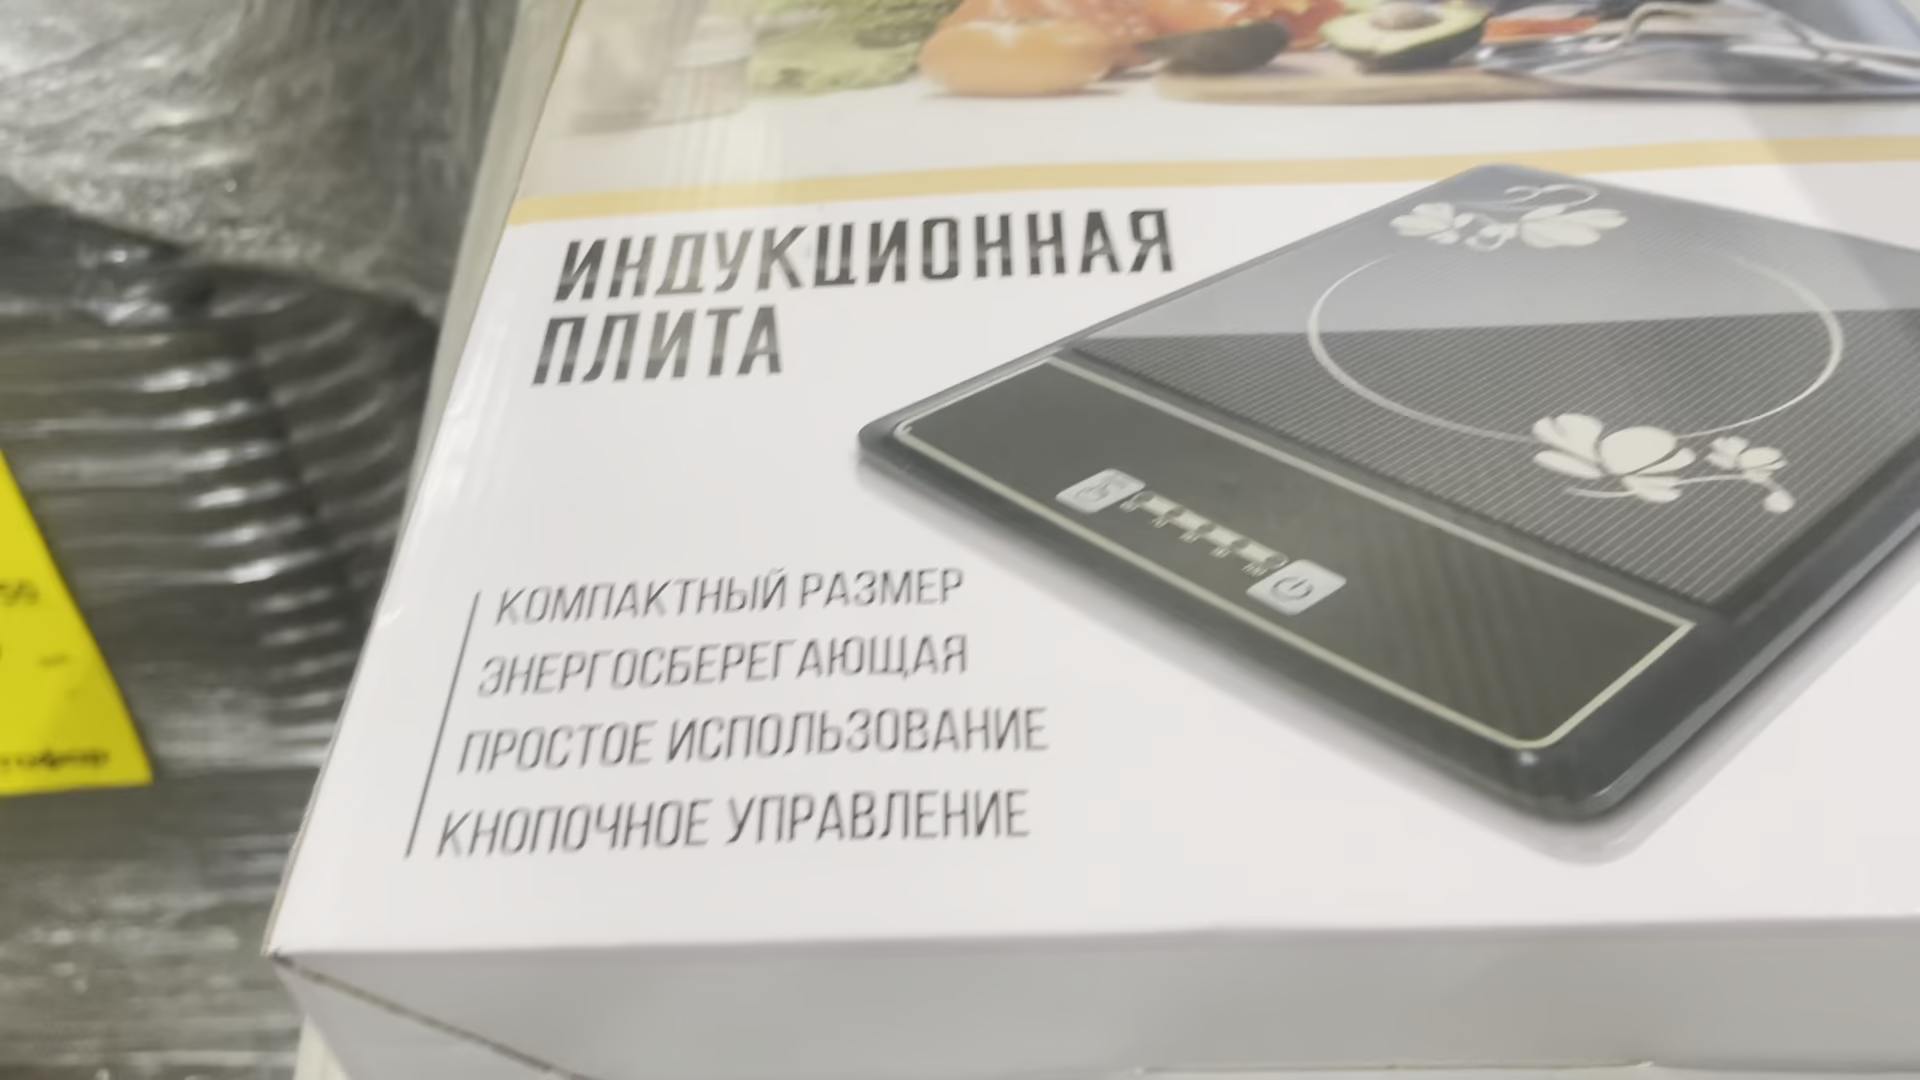 ИНДУКЦИОННАЯ
ПЛИТА
КОМПАКТНЫЙ РАЗМЕР
ЭНЕРГОСБЕРЕГАЮЩАЯ
ПРОСТОЕ ИСПОЛЬЗОВАНИЕ
КНОПОЧНОЕ УПРАВЛЕНИЕ